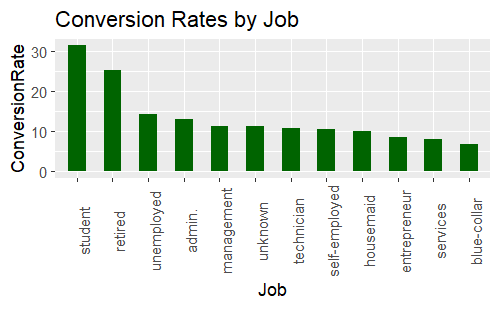 Conversion Rates by Job
ConversionRate
30
20
10
0
student
retired
unemployed
admin.
management
unknown
technician
self-employed
housemaid
entrepreneur
services
blue-collar
Job